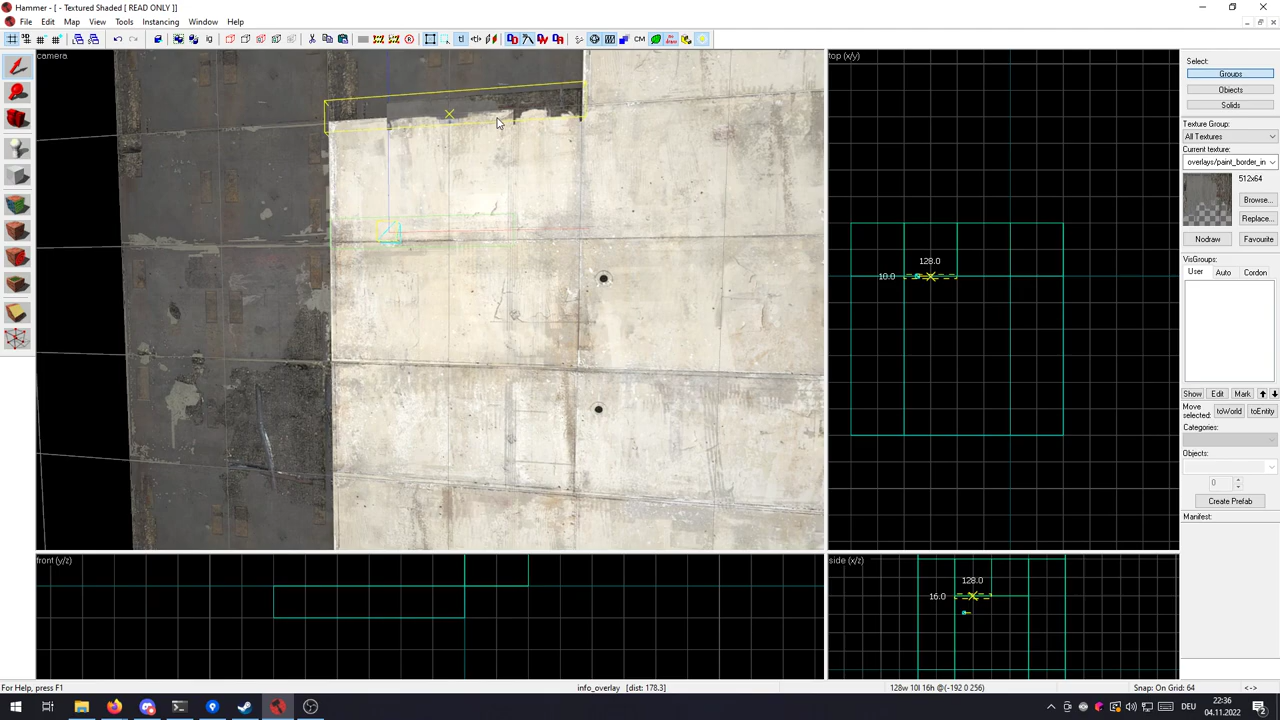 Hammer - [ - Textured Shaded [ READ ONLY ]]
File Edit Map View Tools Instancing Window Help
camera
top (x/y)
128.0
10.0
front (y/z)
side (x/z)
128.0
16.0
Select:
Groups
Objects
Solids
Texture Group:
All Textures
Current texture:
overlays/paint_border_in
512x64
Browse...
Replace...
Nodraw
Favourite
VisGroups:
User Auto Cordon
Show Edit Mark
Move selected:
toWorld toEntity
Categories:
Objects:
0
Create Prefab
Manifest:
For Help, press F1
info_overlay [dist: 178.3]
128w 10l 16h @(-192 0 256)
Snap: On Grid: 64
<->
DEU
22:36
04.11.2022
2